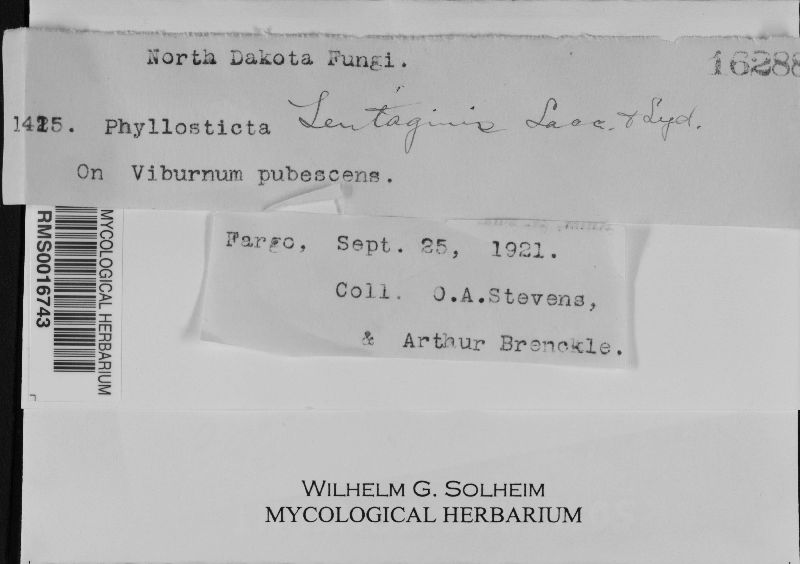 North Dakota Fungi.
16288
1415. Phyllosticta Lentaginis Sacc. & Syd.
On Viburnum pubescens.
Fargo, Sept. 25, 1921.
Coll. O.A.Stevens,
& Arthur Brenckle.
MYCOLOGICAL HERBARIUM
RMS0016743
WILHELM G. SOLHEIM
MYCOLOGICAL HERBARIUM